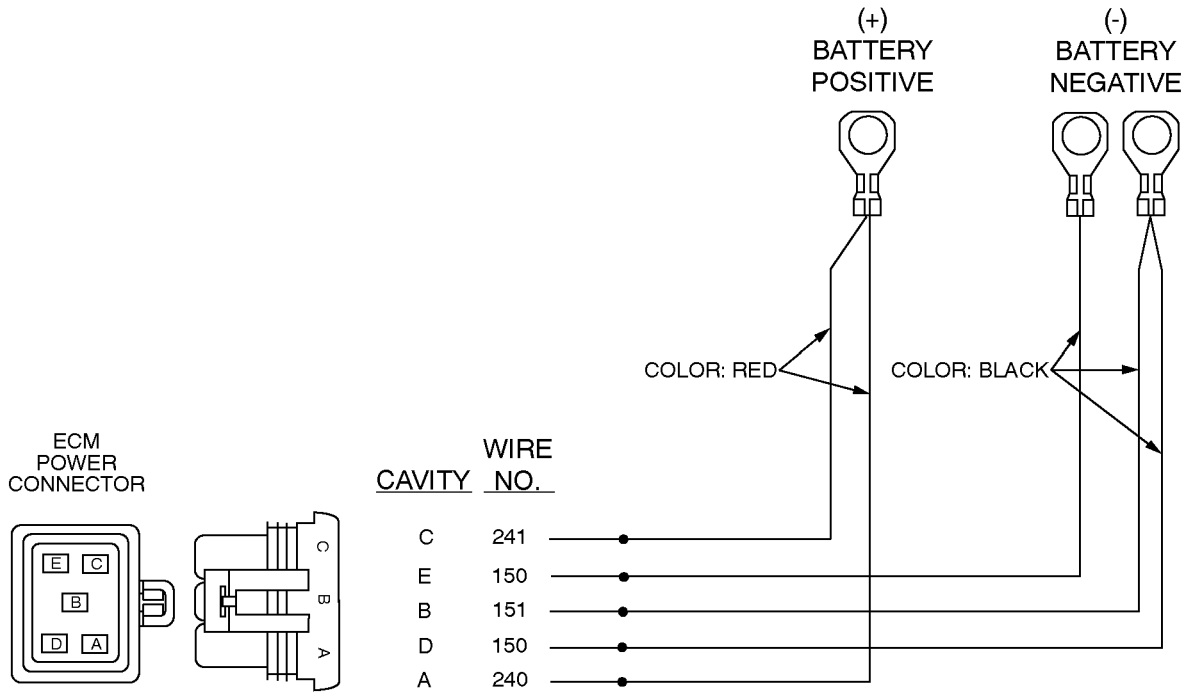 (+)
BATTERY
POSITIVE
(-)
BATTERY
NEGATIVE
COLOR: RED
COLOR: BLACK
ECM
POWER
CONNECTOR
CAVITY
WIRE
NO.
E C
B
D A
C
B
A
C 241
E 150
B 151
D 150
A 240